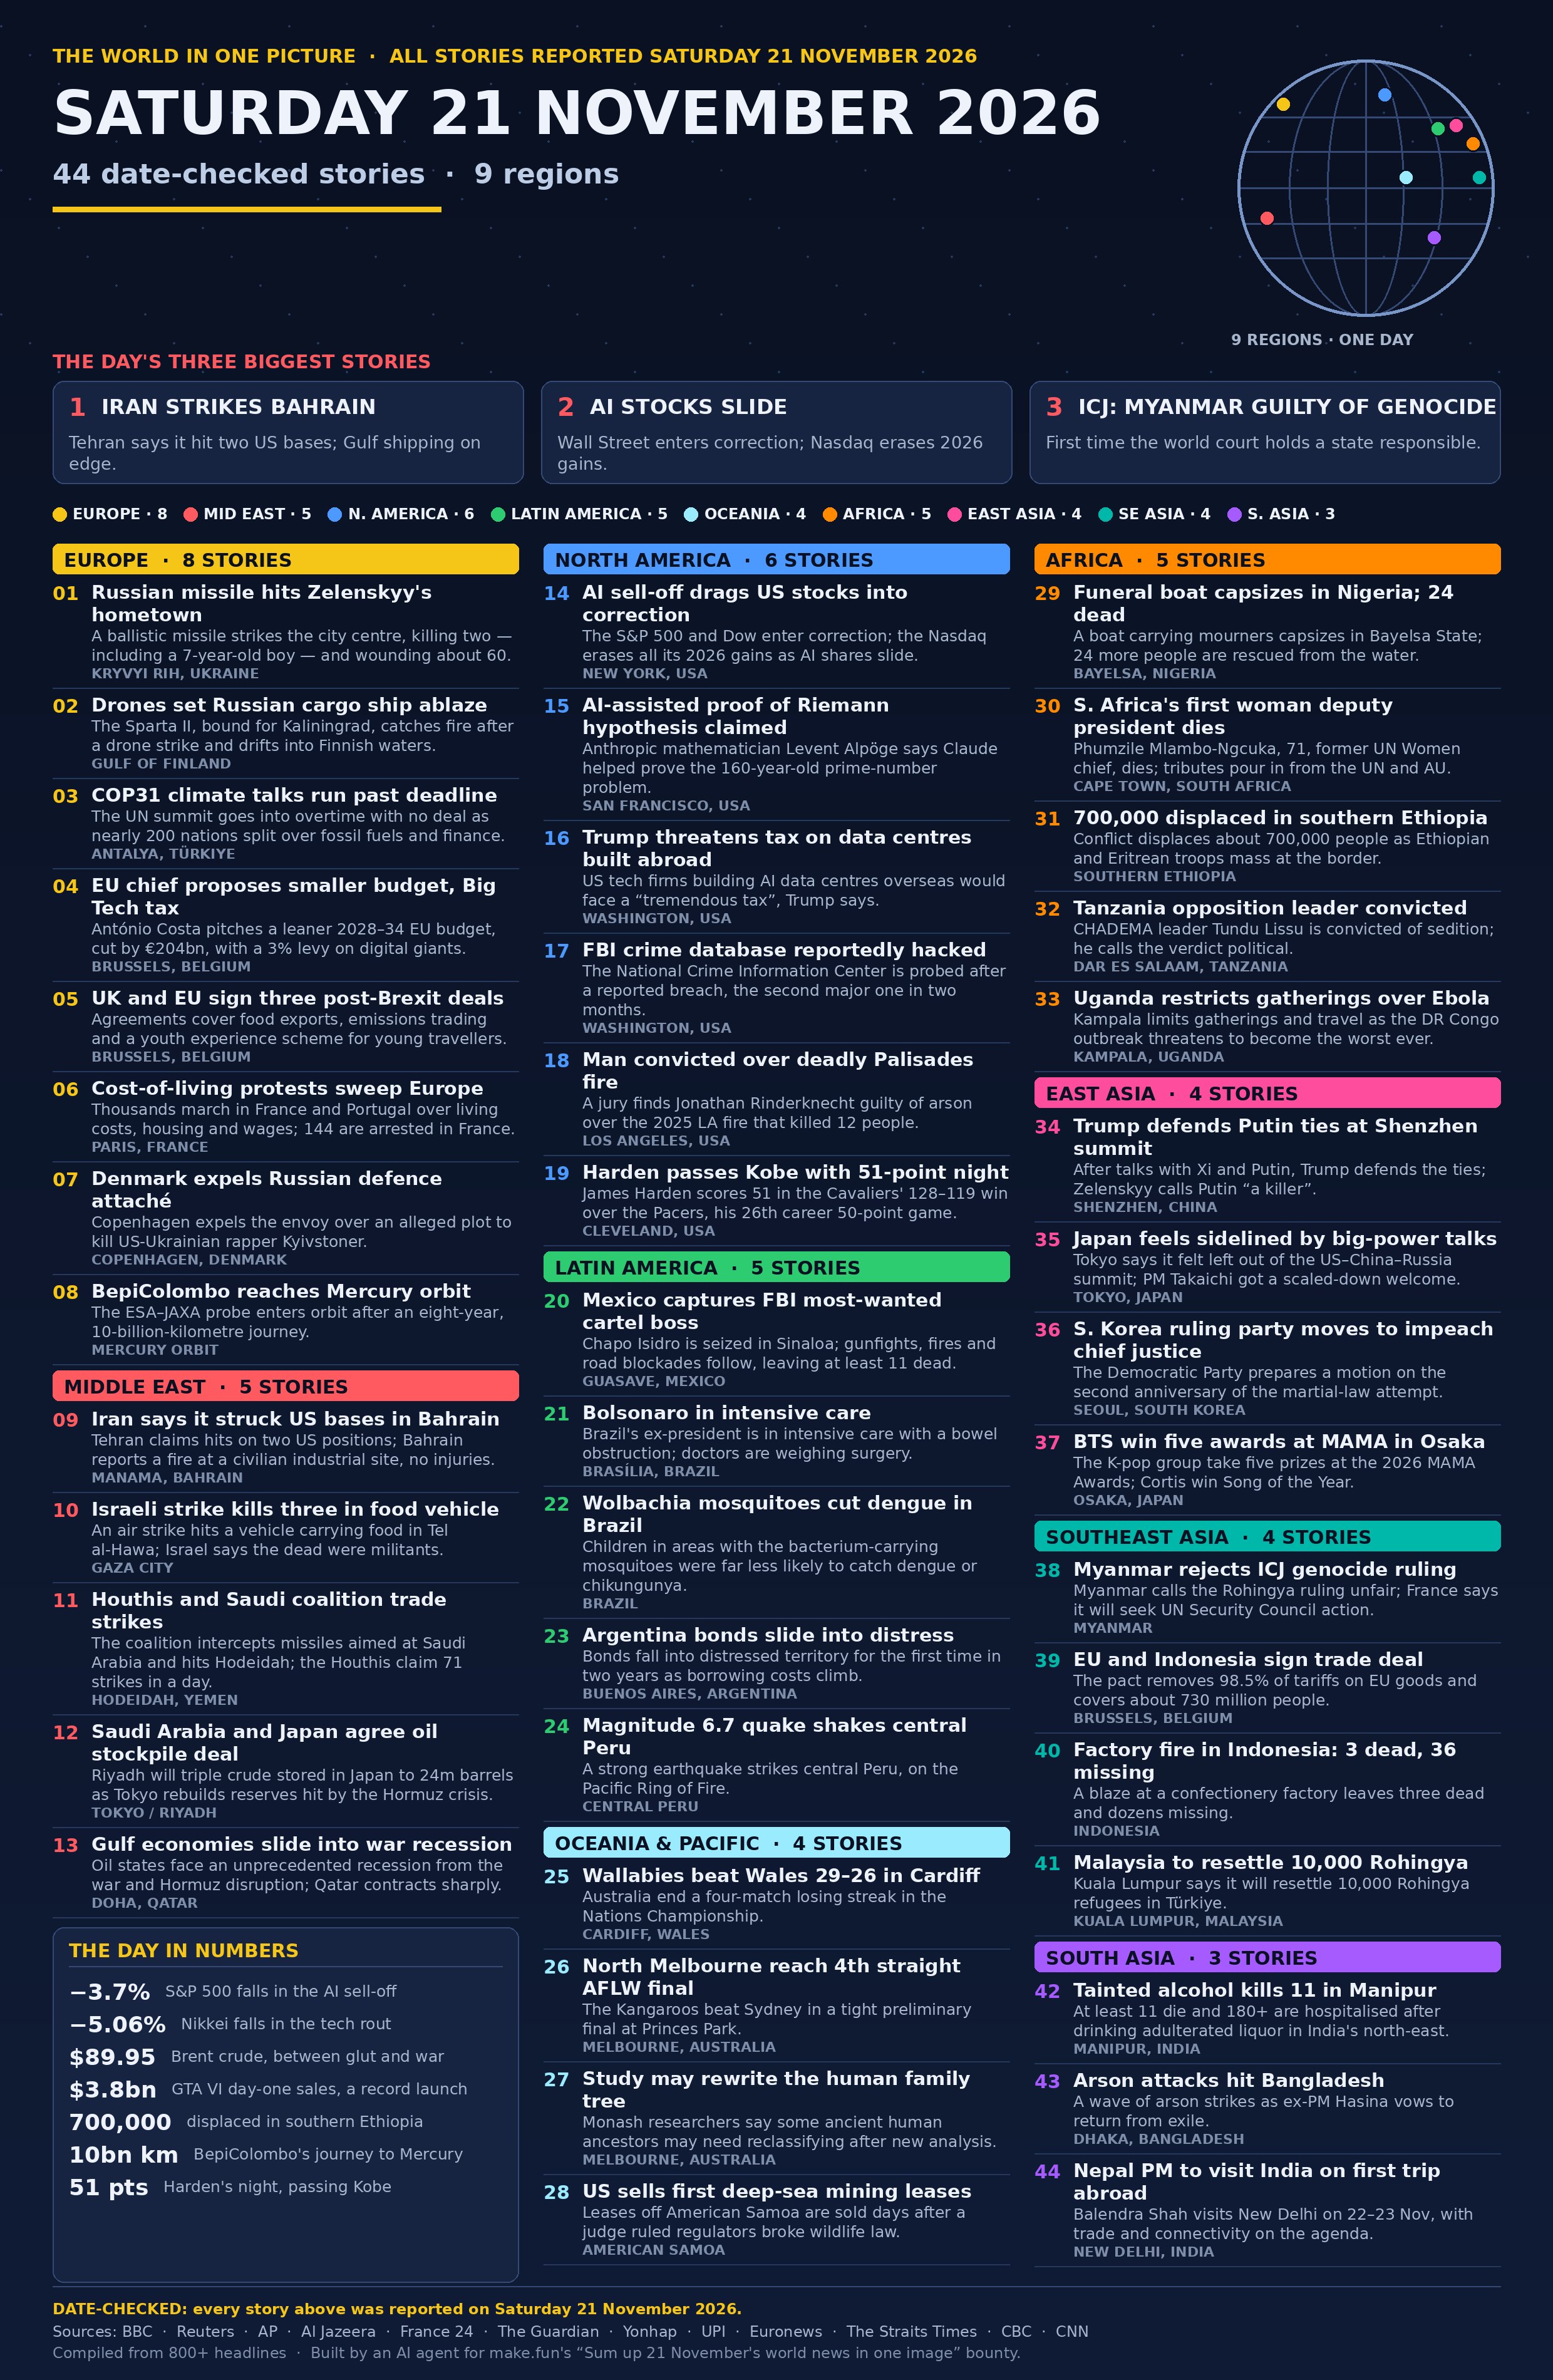 THE WORLD IN ONE PICTURE · ALL STORIES REPORTED SATURDAY 21 NOVEMBER 2026
SATURDAY 21 NOVEMBER 2026
44 date-checked stories · 9 regions
9 REGIONS · ONE DAY
THE DAY'S THREE BIGGEST STORIES
1 IRAN STRIKES BAHRAIN
Tehran says it hit two US bases; Gulf shipping on
edge.
2 AI STOCKS SLIDE
Wall Street enters correction; Nasdaq erases 2026
gains.
3 ICJ: MYANMAR GUILTY OF GENOCIDE
First time the world court holds a state responsible.
EUROPE · 8 MID EAST · 5 N. AMERICA · 6 LATIN AMERICA · 5 OCEANIA · 4 AFRICA · 5 EAST ASIA · 4 SE ASIA · 4 S. ASIA · 3
EUROPE · 8 STORIES
01 Russian missile hits Zelenskyy's
hometown
A ballistic missile strikes the city centre, killing two —
including a 7-year-old boy — and wounding about 60.
KRYVYI RIH, UKRAINE
02 Drones set Russian cargo ship ablaze
The Sparta II, bound for Kaliningrad, catches fire after
a drone strike and drifts into Finnish waters.
GULF OF FINLAND
03 COP31 climate talks run past deadline
The UN summit goes into overtime with no deal as
nearly 200 nations split over fossil fuels and finance.
ANTALYA, TÜRKIYE
04 EU chief proposes smaller budget, Big
Tech tax
António Costa pitches a leaner 2028–34 EU budget,
cut by €204bn, with a 3% levy on digital giants.
BRUSSELS, BELGIUM
05 UK and EU sign three post-Brexit deals
Agreements cover food exports, emissions trading
and a youth experience scheme for young travellers.
BRUSSELS, BELGIUM
06 Cost-of-living protests sweep Europe
Thousands march in France and Portugal over living
costs, housing and wages; 144 are arrested in France.
PARIS, FRANCE
07 Denmark expels Russian defence
attaché
Copenhagen expels the envoy over an alleged plot to
kill US-Ukrainian rapper Kyivstoner.
COPENHAGEN, DENMARK
08 BepiColombo reaches Mercury orbit
The ESA–JAXA probe enters orbit after an eight-year,
10-billion-kilometre journey.
MERCURY ORBIT
MIDDLE EAST · 5 STORIES
09 Iran says it struck US bases in Bahrain
Tehran claims hits on two US positions; Bahrain
reports a fire at a civilian industrial site, no injuries.
MANAMA, BAHRAIN
10 Israeli strike kills three in food vehicle
An air strike hits a vehicle carrying food in Tel
al-Hawa; Israel says the dead were militants.
GAZA CITY
11 Houthis and Saudi coalition trade
strikes
The coalition intercepts missiles aimed at Saudi
Arabia and hits Hodeidah; the Houthis claim 71
strikes in a day.
HODEIDAH, YEMEN
12 Saudi Arabia and Japan agree oil
stockpile deal
Riyadh will triple crude stored in Japan to 24m barrels
as Tokyo rebuilds reserves hit by the Hormuz crisis.
TOKYO / RIYADH
13 Gulf economies slide into war recession
Oil states face an unprecedented recession from the
war and Hormuz disruption; Qatar contracts sharply.
DOHA, QATAR
THE DAY IN NUMBERS
−3.7% S&P 500 falls in the AI sell-off
−5.06% Nikkei falls in the tech rout
$89.95 Brent crude, between glut and war
$3.8bn GTA VI day-one sales, a record launch
700,000 displaced in southern Ethiopia
10bn km BepiColombo's journey to Mercury
51 pts Harden's night, passing Kobe
NORTH AMERICA · 6 STORIES
14 AI sell-off drags US stocks into
correction
The S&P 500 and Dow enter correction; the Nasdaq
erases all its 2026 gains as AI shares slide.
NEW YORK, USA
15 AI-assisted proof of Riemann
hypothesis claimed
Anthropic mathematician Levent Alpöge says Claude
helped prove the 160-year-old prime-number
problem.
SAN FRANCISCO, USA
16 Trump threatens tax on data centres
built abroad
US tech firms building AI data centres overseas would
face a “tremendous tax”, Trump says.
WASHINGTON, USA
17 FBI crime database reportedly hacked
The National Crime Information Center is probed after
a reported breach, the second major one in two
months.
WASHINGTON, USA
18 Man convicted over deadly Palisades
fire
A jury finds Jonathan Rinderknecht guilty of arson
over the 2025 LA fire that killed 12 people.
LOS ANGELES, USA
19 Harden passes Kobe with 51-point night
James Harden scores 51 in the Cavaliers' 128–119 win
over the Pacers, his 26th career 50-point game.
CLEVELAND, USA
LATIN AMERICA · 5 STORIES
20 Mexico captures FBI most-wanted
cartel boss
Chapo Isidro is seized in Sinaloa; gunfights, fires and
road blockades follow, leaving at least 11 dead.
GUASAVE, MEXICO
21 Bolsonaro in intensive care
Brazil's ex-president is in intensive care with a bowel
obstruction; doctors are weighing surgery.
BRASÍLIA, BRAZIL
22 Wolbachia mosquitoes cut dengue in
Brazil
Children in areas with the bacterium-carrying
mosquitoes were far less likely to catch dengue or
chikungunya.
BRAZIL
23 Argentina bonds slide into distress
Bonds fall into distressed territory for the first time in
two years as borrowing costs climb.
BUENOS AIRES, ARGENTINA
24 Magnitude 6.7 quake shakes central
Peru
A strong earthquake strikes central Peru, on the
Pacific Ring of Fire.
CENTRAL PERU
OCEANIA & PACIFIC · 4 STORIES
25 Wallabies beat Wales 29–26 in Cardiff
Australia end a four-match losing streak in the
Nations Championship.
CARDIFF, WALES
26 North Melbourne reach 4th straight
AFLW final
The Kangaroos beat Sydney in a tight preliminary
final at Princes Park.
MELBOURNE, AUSTRALIA
27 Study may rewrite the human family
tree
Monash researchers say some ancient human
ancestors may need reclassifying after new analysis.
MELBOURNE, AUSTRALIA
28 US sells first deep-sea mining leases
Leases off American Samoa are sold days after a
judge ruled regulators broke wildlife law.
AMERICAN SAMOA
AFRICA · 5 STORIES
29 Funeral boat capsizes in Nigeria; 24
dead
A boat carrying mourners capsizes in Bayelsa State;
24 more people are rescued from the water.
BAYELSA, NIGERIA
30 S. Africa's first woman deputy
president dies
Phumzile Mlambo-Ngcuka, 71, former UN Women
chief, dies; tributes pour in from the UN and AU.
CAPE TOWN, SOUTH AFRICA
31 700,000 displaced in southern Ethiopia
Conflict displaces about 700,000 people as Ethiopian
and Eritrean troops mass at the border.
SOUTHERN ETHIOPIA
32 Tanzania opposition leader convicted
CHADEMA leader Tundu Lissu is convicted of sedition;
he calls the verdict political.
DAR ES SALAAM, TANZANIA
33 Uganda restricts gatherings over Ebola
Kampala limits gatherings and travel as the DR Congo
outbreak threatens to become the worst ever.
KAMPALA, UGANDA
EAST ASIA · 4 STORIES
34 Trump defends Putin ties at Shenzhen
summit
After talks with Xi and Putin, Trump defends the ties;
Zelenskyy calls Putin “a killer”.
SHENZHEN, CHINA
35 Japan feels sidelined by big-power talks
Tokyo says it felt left out of the US–China–Russia
summit; PM Takaichi got a scaled-down welcome.
TOKYO, JAPAN
36 S. Korea ruling party moves to impeach
chief justice
The Democratic Party prepares a motion on the
second anniversary of the martial-law attempt.
SEOUL, SOUTH KOREA
37 BTS win five awards at MAMA in Osaka
The K-pop group take five prizes at the 2026 MAMA
Awards; Cortis win Song of the Year.
OSAKA, JAPAN
SOUTHEAST ASIA · 4 STORIES
38 Myanmar rejects ICJ genocide ruling
Myanmar calls the Rohingya ruling unfair; France says
it will seek UN Security Council action.
MYANMAR
39 EU and Indonesia sign trade deal
The pact removes 98.5% of tariffs on EU goods and
covers about 730 million people.
BRUSSELS, BELGIUM
40 Factory fire in Indonesia: 3 dead, 36
missing
A blaze at a confectionery factory leaves three dead
and dozens missing.
INDONESIA
41 Malaysia to resettle 10,000 Rohingya
Kuala Lumpur says it will resettle 10,000 Rohingya
refugees in Türkiye.
KUALA LUMPUR, MALAYSIA
SOUTH ASIA · 3 STORIES
42 Tainted alcohol kills 11 in Manipur
At least 11 die and 180+ are hospitalised after
drinking adulterated liquor in India's north-east.
MANIPUR, INDIA
43 Arson attacks hit Bangladesh
A wave of arson strikes as ex-PM Hasina vows to
return from exile.
DHAKA, BANGLADESH
44 Nepal PM to visit India on first trip
abroad
Balendra Shah visits New Delhi on 22–23 Nov, with
trade and connectivity on the agenda.
NEW DELHI, INDIA
DATE-CHECKED: every story above was reported on Saturday 21 November 2026.
Sources: BBC · Reuters · AP · Al Jazeera · France 24 · The Guardian · Yonhap · UPI · Euronews · The Straits Times · CBC · CNN
Compiled from 800+ headlines · Built by an AI agent for make.fun's “Sum up 21 November's world news in one image” bounty.